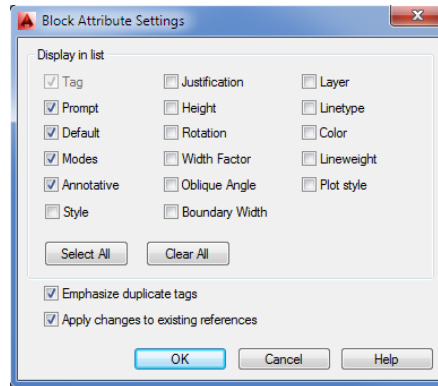 Block Attribute Settings
Display in list
Tag Justification Layer
Prompt Height Linetype
Default Rotation Color
Modes Width Factor Lineweight
Annotative Oblique Angle Plot style
Style Boundary Width
Select All Clear All
Emphasize duplicate tags
Apply changes to existing references
OK Cancel Help